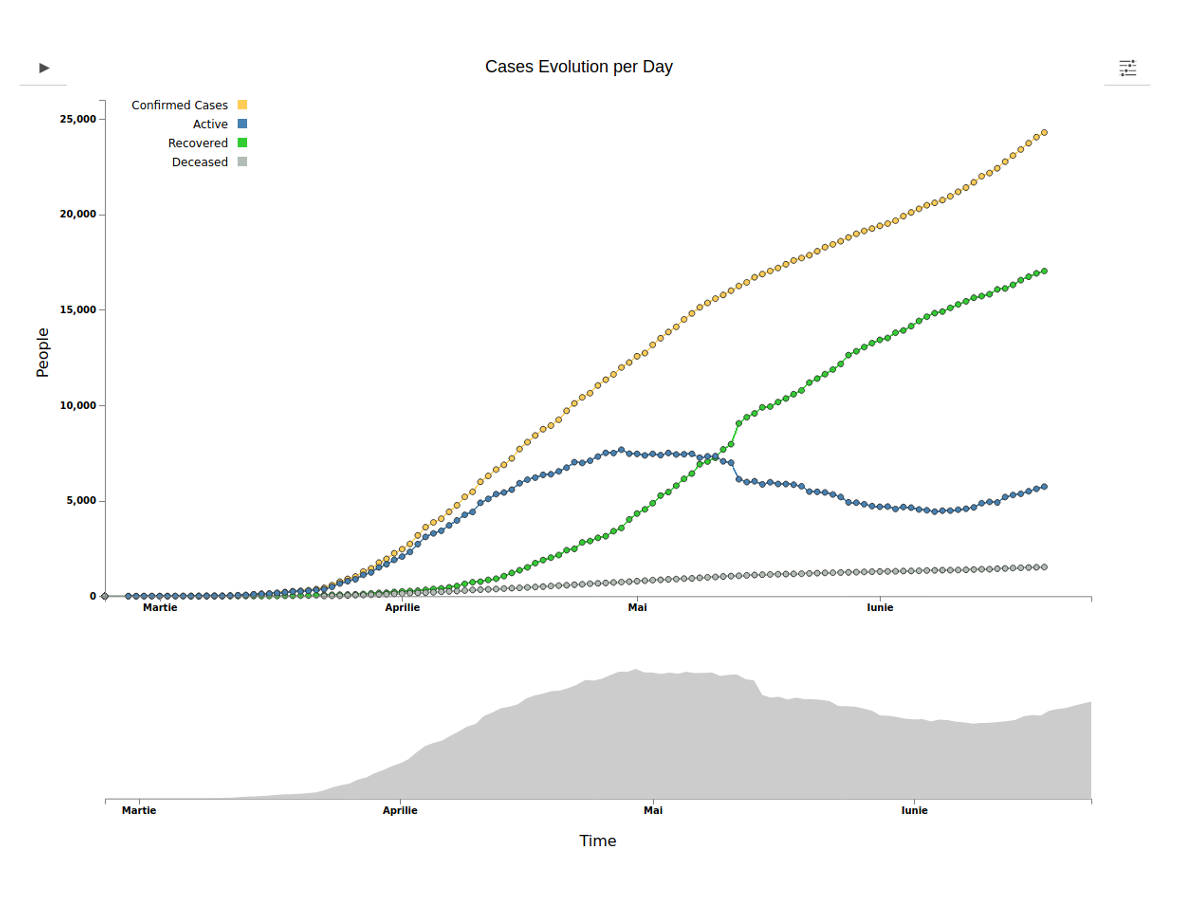 Cases Evolution per Day
Confirmed Cases
Active
Recovered
Deceased
25,000
20,000
15,000
10,000
5,000
0
People
Martie Aprilie Mai Iunie
Martie Aprilie Mai Iunie
Time